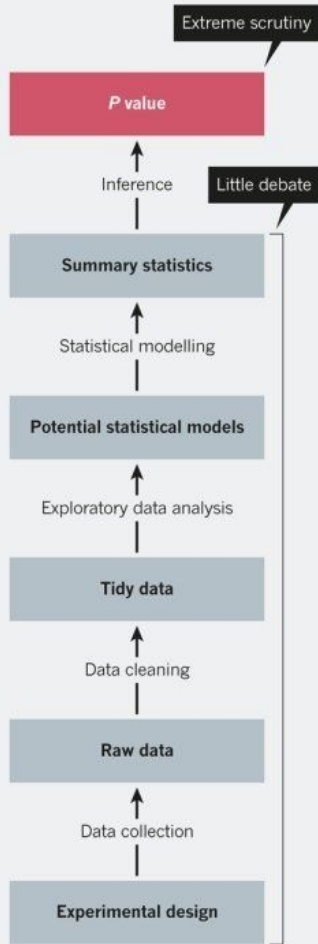 Extreme scrutiny
P value
Inference
Little debate
Summary statistics
Statistical modelling
Potential statistical models
Exploratory data analysis
Tidy data
Data cleaning
Raw data
Data collection
Experimental design